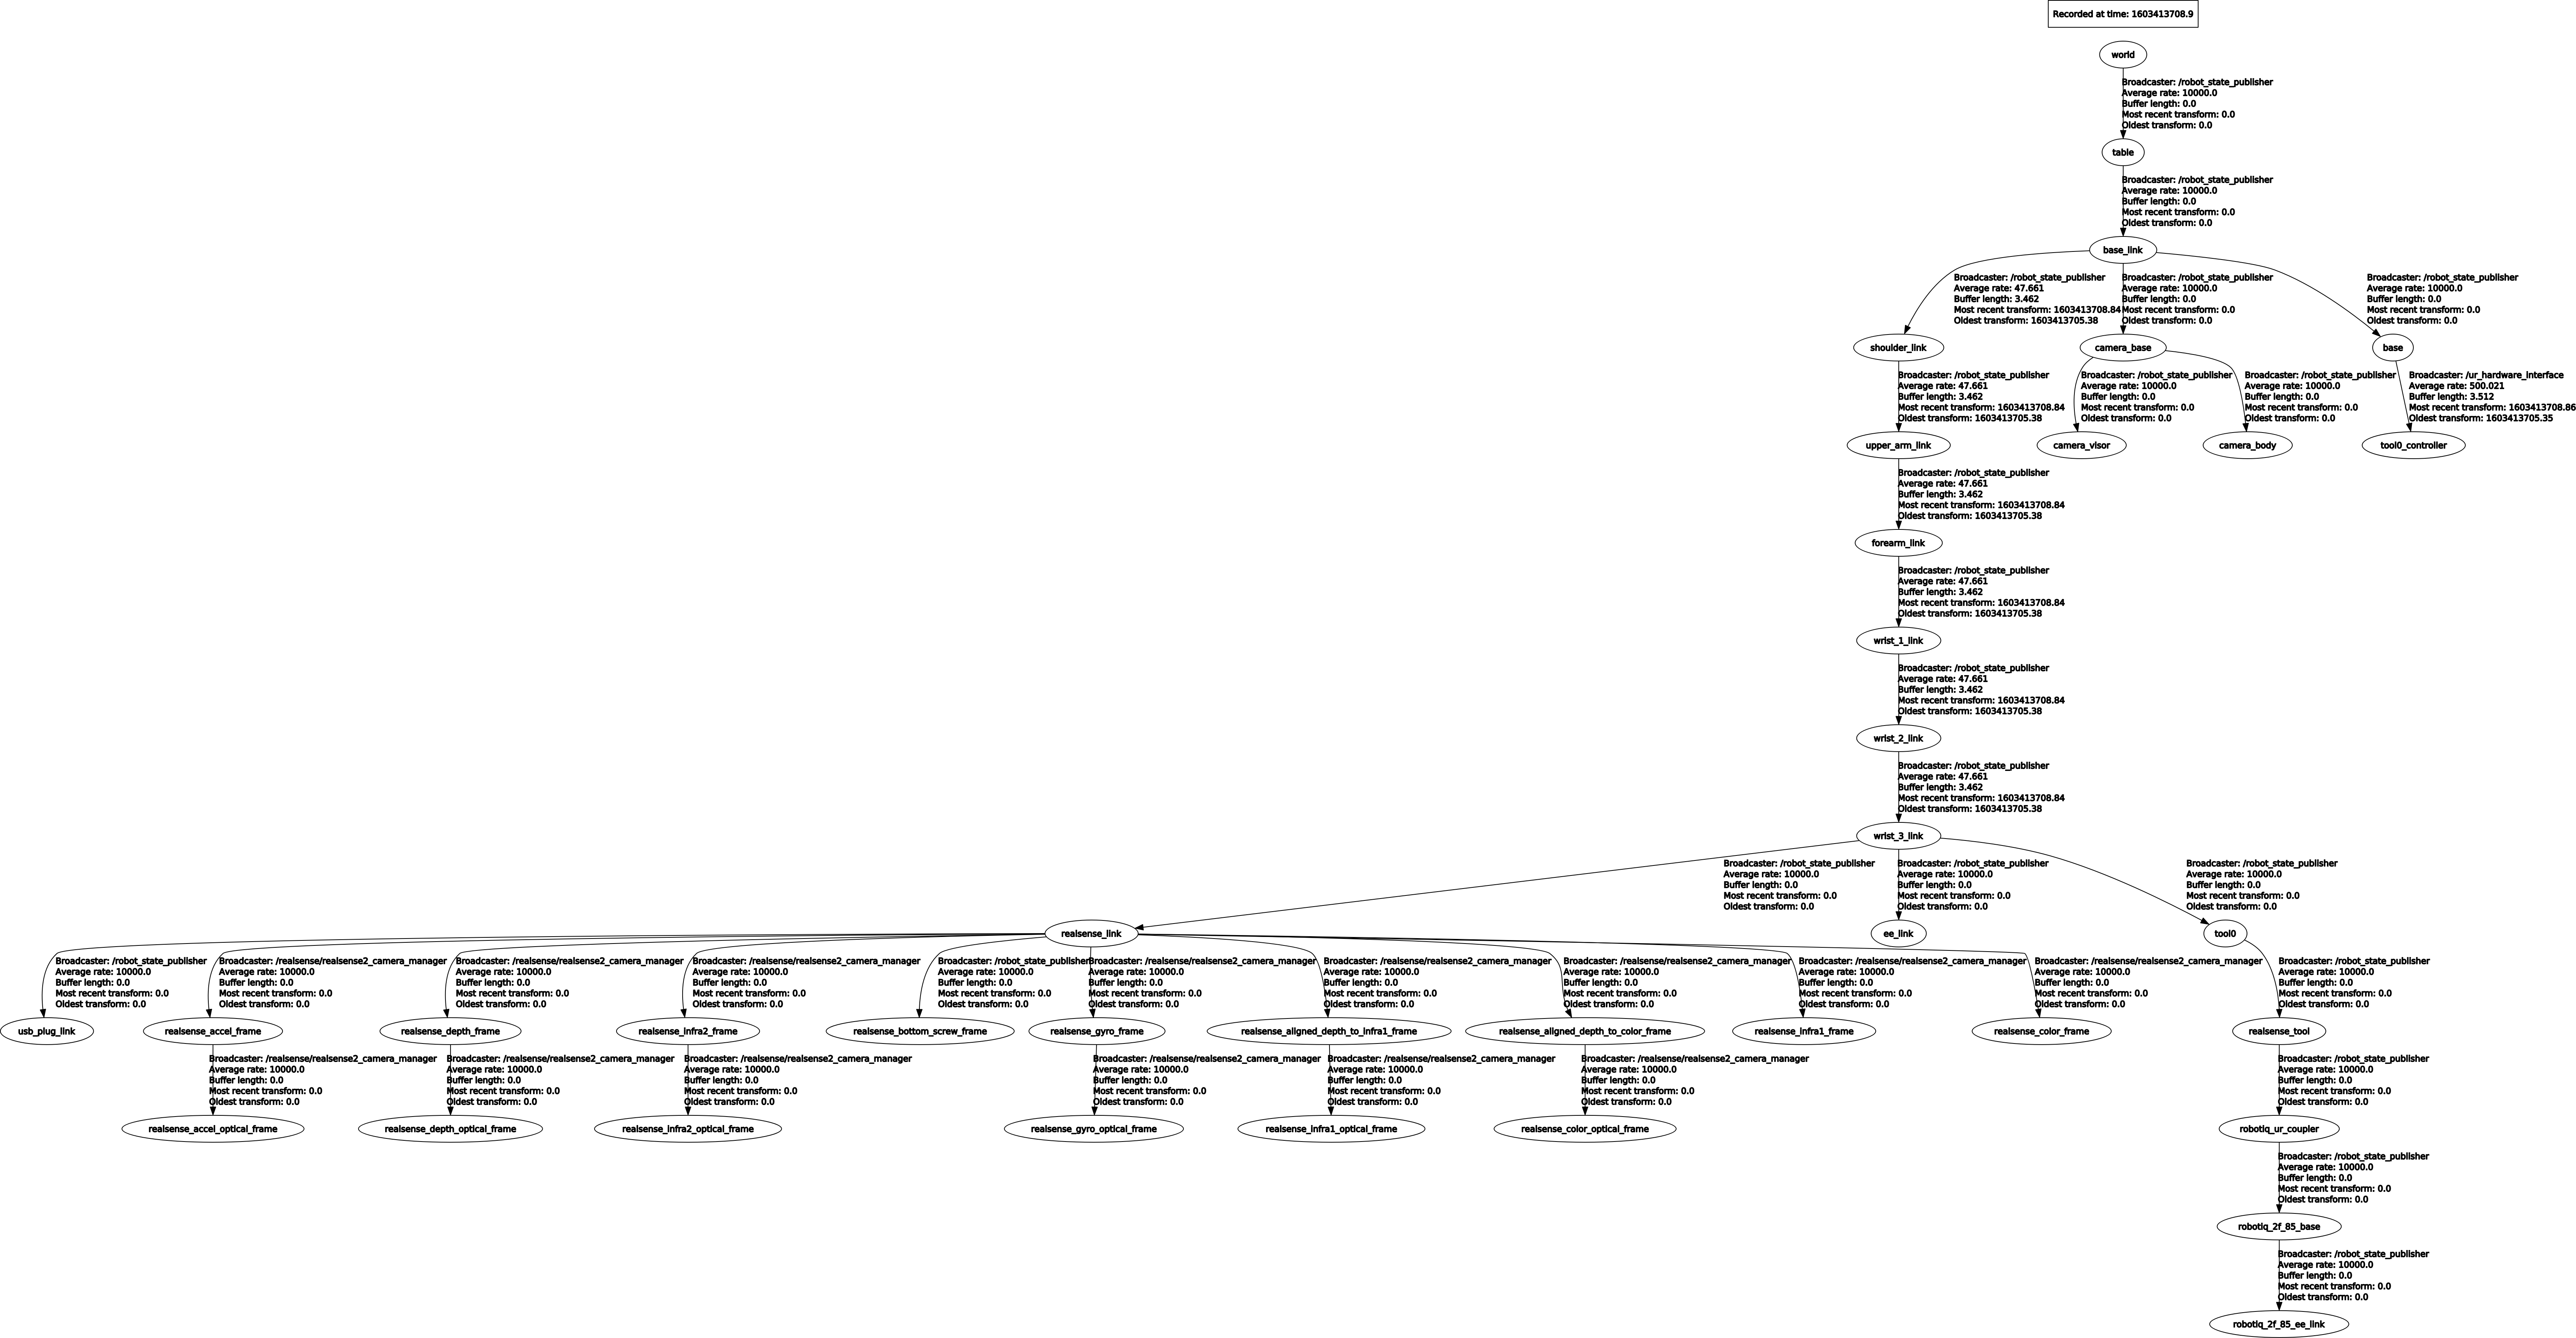 Recorded at time: 1603413708.9
world
Broadcaster: /robot_state_publisher
Average rate: 10000.0
Buffer length: 0.0
Most recent transform: 0.0
Oldest transform: 0.0
table
Broadcaster: /robot_state_publisher
Average rate: 10000.0
Buffer length: 0.0
Most recent transform: 0.0
Oldest transform: 0.0
base_link
Broadcaster: /robot_state_publisher
Average rate: 47.661
Buffer length: 3.462
Most recent transform: 1603413708.84
Oldest transform: 1603413705.38
Broadcaster: /robot_state_publisher
Average rate: 10000.0
Buffer length: 0.0
Most recent transform: 0.0
Oldest transform: 0.0
Broadcaster: /robot_state_publisher
Average rate: 10000.0
Buffer length: 0.0
Most recent transform: 0.0
Oldest transform: 0.0
shoulder_link
camera_base
base
Broadcaster: /robot_state_publisher
Average rate: 47.661
Buffer length: 3.462
Most recent transform: 1603413708.84
Oldest transform: 1603413705.38
Broadcaster: /robot_state_publisher
Average rate: 10000.0
Buffer length: 0.0
Most recent transform: 0.0
Oldest transform: 0.0
Broadcaster: /robot_state_publisher
Average rate: 10000.0
Buffer length: 0.0
Most recent transform: 0.0
Oldest transform: 0.0
Broadcaster: /ur_hardware_interface
Average rate: 500.021
Buffer length: 3.512
Most recent transform: 1603413708.86
Oldest transform: 1603413705.35
upper_arm_link
camera_visor
camera_body
tool0_controller
Broadcaster: /robot_state_publisher
Average rate: 47.661
Buffer length: 3.462
Most recent transform: 1603413708.84
Oldest transform: 1603413705.38
forearm_link
Broadcaster: /robot_state_publisher
Average rate: 47.661
Buffer length: 3.462
Most recent transform: 1603413708.84
Oldest transform: 1603413705.38
wrist_1_link
Broadcaster: /robot_state_publisher
Average rate: 47.661
Buffer length: 3.462
Most recent transform: 1603413708.84
Oldest transform: 1603413705.38
wrist_2_link
Broadcaster: /robot_state_publisher
Average rate: 47.661
Buffer length: 3.462
Most recent transform: 1603413708.84
Oldest transform: 1603413705.38
wrist_3_link
Broadcaster: /robot_state_publisher
Average rate: 10000.0
Buffer length: 0.0
Most recent transform: 0.0
Oldest transform: 0.0
Broadcaster: /robot_state_publisher
Average rate: 10000.0
Buffer length: 0.0
Most recent transform: 0.0
Oldest transform: 0.0
Broadcaster: /robot_state_publisher
Average rate: 10000.0
Buffer length: 0.0
Most recent transform: 0.0
Oldest transform: 0.0
realsense_link
ee_link
tool0
Broadcaster: /robot_state_publisher
Average rate: 10000.0
Buffer length: 0.0
Most recent transform: 0.0
Oldest transform: 0.0
Broadcaster: /realsense/realsense2_camera_manager
Average rate: 10000.0
Buffer length: 0.0
Most recent transform: 0.0
Oldest transform: 0.0
Broadcaster: /realsense/realsense2_camera_manager
Average rate: 10000.0
Buffer length: 0.0
Most recent transform: 0.0
Oldest transform: 0.0
Broadcaster: /realsense/realsense2_camera_manager
Average rate: 10000.0
Buffer length: 0.0
Most recent transform: 0.0
Oldest transform: 0.0
Broadcaster: /robot_state_publisher
Average rate: 10000.0
Buffer length: 0.0
Most recent transform: 0.0
Oldest transform: 0.0
Broadcaster: /realsense/realsense2_camera_manager
Average rate: 10000.0
Buffer length: 0.0
Most recent transform: 0.0
Oldest transform: 0.0
Broadcaster: /realsense/realsense2_camera_manager
Average rate: 10000.0
Buffer length: 0.0
Most recent transform: 0.0
Oldest transform: 0.0
Broadcaster: /realsense/realsense2_camera_manager
Average rate: 10000.0
Buffer length: 0.0
Most recent transform: 0.0
Oldest transform: 0.0
Broadcaster: /realsense/realsense2_camera_manager
Average rate: 10000.0
Buffer length: 0.0
Most recent transform: 0.0
Oldest transform: 0.0
Broadcaster: /realsense/realsense2_camera_manager
Average rate: 10000.0
Buffer length: 0.0
Most recent transform: 0.0
Oldest transform: 0.0
Broadcaster: /robot_state_publisher
Average rate: 10000.0
Buffer length: 0.0
Most recent transform: 0.0
Oldest transform: 0.0
usb_plug_link
realsense_accel_frame
realsense_depth_frame
realsense_infra2_frame
realsense_bottom_screw_frame
realsense_gyro_frame
realsense_aligned_depth_to_infra1_frame
realsense_aligned_depth_to_color_frame
realsense_infra1_frame
realsense_color_frame
realsense_tool
Broadcaster: /realsense/realsense2_camera_manager
Average rate: 10000.0
Buffer length: 0.0
Most recent transform: 0.0
Oldest transform: 0.0
Broadcaster: /realsense/realsense2_camera_manager
Average rate: 10000.0
Buffer length: 0.0
Most recent transform: 0.0
Oldest transform: 0.0
Broadcaster: /realsense/realsense2_camera_manager
Average rate: 10000.0
Buffer length: 0.0
Most recent transform: 0.0
Oldest transform: 0.0
Broadcaster: /realsense/realsense2_camera_manager
Average rate: 10000.0
Buffer length: 0.0
Most recent transform: 0.0
Oldest transform: 0.0
Broadcaster: /realsense/realsense2_camera_manager
Average rate: 10000.0
Buffer length: 0.0
Most recent transform: 0.0
Oldest transform: 0.0
Broadcaster: /realsense/realsense2_camera_manager
Average rate: 10000.0
Buffer length: 0.0
Most recent transform: 0.0
Oldest transform: 0.0
Broadcaster: /robot_state_publisher
Average rate: 10000.0
Buffer length: 0.0
Most recent transform: 0.0
Oldest transform: 0.0
realsense_accel_optical_frame
realsense_depth_optical_frame
realsense_infra2_optical_frame
realsense_gyro_optical_frame
realsense_infra1_optical_frame
realsense_color_optical_frame
robotiq_ur_coupler
Broadcaster: /robot_state_publisher
Average rate: 10000.0
Buffer length: 0.0
Most recent transform: 0.0
Oldest transform: 0.0
robotiq_2f_85_base
Broadcaster: /robot_state_publisher
Average rate: 10000.0
Buffer length: 0.0
Most recent transform: 0.0
Oldest transform: 0.0
robotiq_2f_85_ee_link